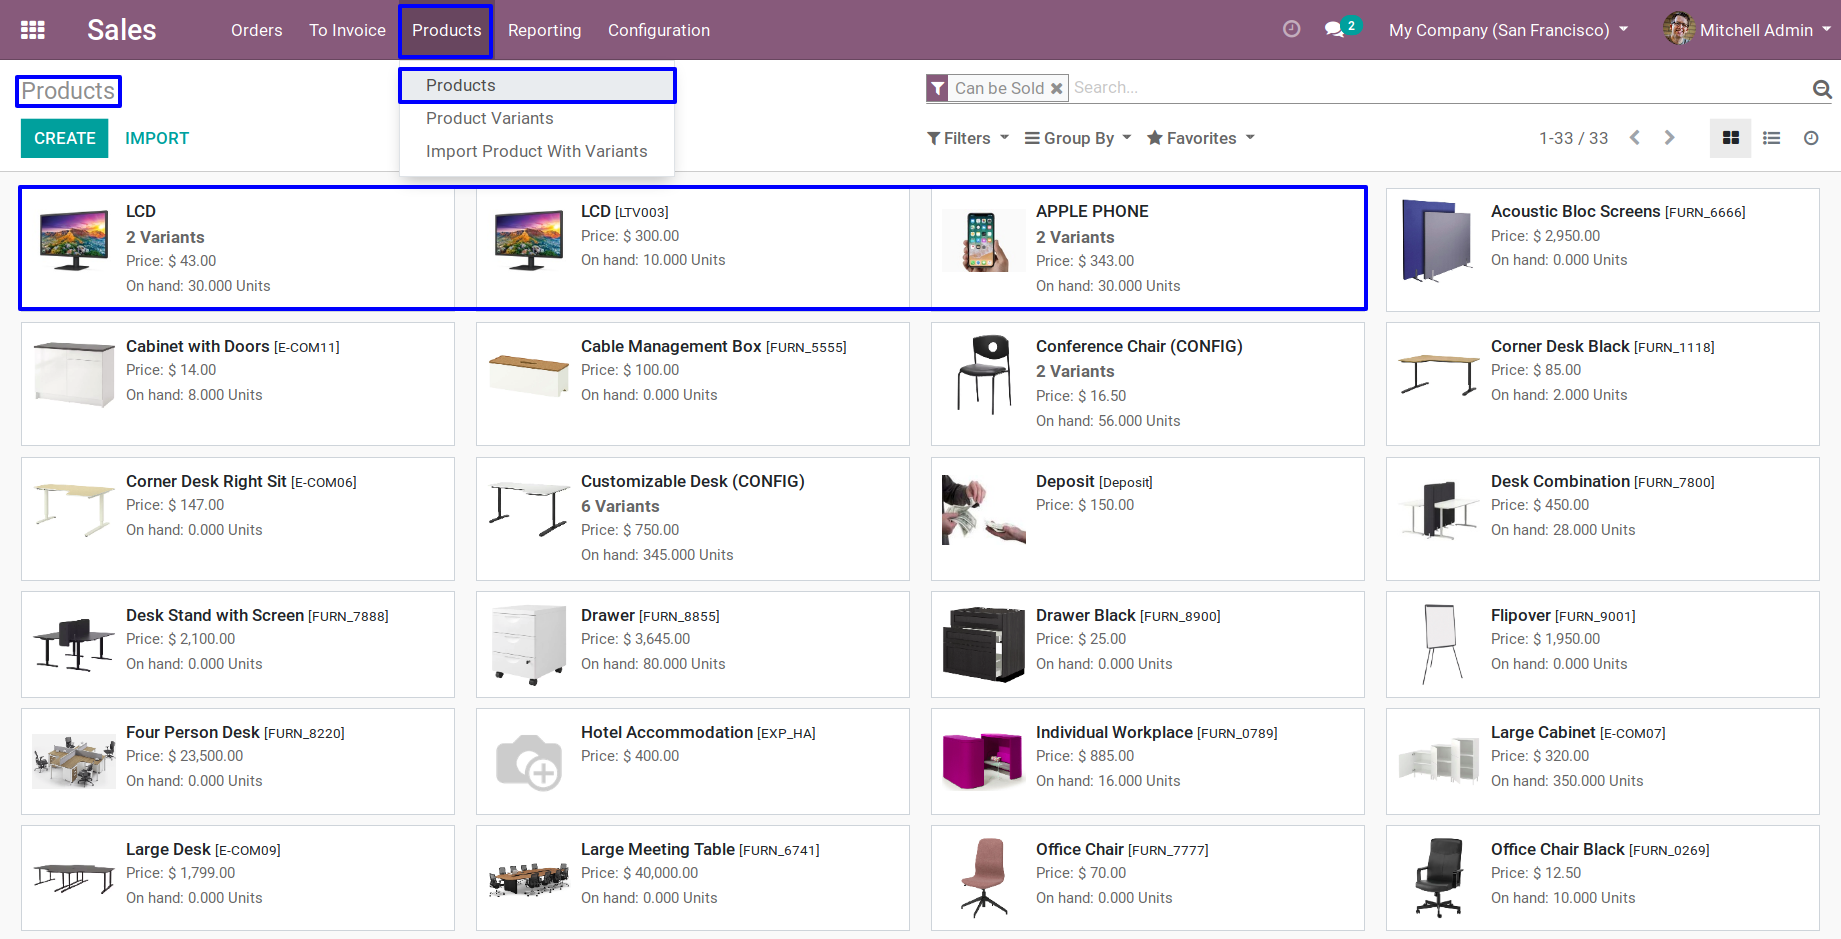 Sales
Orders
To Invoice
Products
Reporting
Configuration
2
My Company (San Francisco)
Mitchell Admin
Products
Products
Product Variants
Import Product With Variants
Can be Sold
Search...
CREATE
IMPORT
Filters
Group By
Favorites
1-33 / 33
LCD
2 Variants
Price: $ 43.00
On hand: 30.000 Units
LCD [LTV003]
Price: $ 300.00
On hand: 10.000 Units
APPLE PHONE
2 Variants
Price: $ 343.00
On hand: 30.000 Units
Acoustic Bloc Screens [FURN_6666]
Price: $ 2,950.00
On hand: 0.000 Units
Cabinet with Doors [E-COM11]
Price: $ 14.00
On hand: 8.000 Units
Cable Management Box [FURN_5555]
Price: $ 100.00
On hand: 0.000 Units
Conference Chair (CONFIG)
2 Variants
Price: $ 16.50
On hand: 56.000 Units
Corner Desk Black [FURN_1118]
Price: $ 85.00
On hand: 2.000 Units
Corner Desk Right Sit [E-COM06]
Price: $ 147.00
On hand: 0.000 Units
Customizable Desk (CONFIG)
6 Variants
Price: $ 750.00
On hand: 345.000 Units
Deposit [Deposit]
Price: $ 150.00
Desk Combination [FURN_7800]
Price: $ 450.00
On hand: 28.000 Units
Desk Stand with Screen [FURN_7888]
Price: $ 2,100.00
On hand: 0.000 Units
Drawer [FURN_8855]
Price: $ 3,645.00
On hand: 80.000 Units
Drawer Black [FURN_8900]
Price: $ 25.00
On hand: 0.000 Units
Flipover [FURN_9001]
Price: $ 1,950.00
On hand: 0.000 Units
Four Person Desk [FURN_8220]
Price: $ 23,500.00
On hand: 0.000 Units
Hotel Accommodation [EXP_HA]
Price: $ 400.00
Individual Workplace [FURN_0789]
Price: $ 885.00
On hand: 16.000 Units
Large Cabinet [E-COM07]
Price: $ 320.00
On hand: 350.000 Units
Large Desk [E-COM09]
Price: $ 1,799.00
On hand: 0.000 Units
Large Meeting Table [FURN_6741]
Price: $ 40,000.00
On hand: 0.000 Units
Office Chair [FURN_7777]
Price: $ 70.00
On hand: 0.000 Units
Office Chair Black [FURN_0269]
Price: $ 12.50
On hand: 10.000 Units